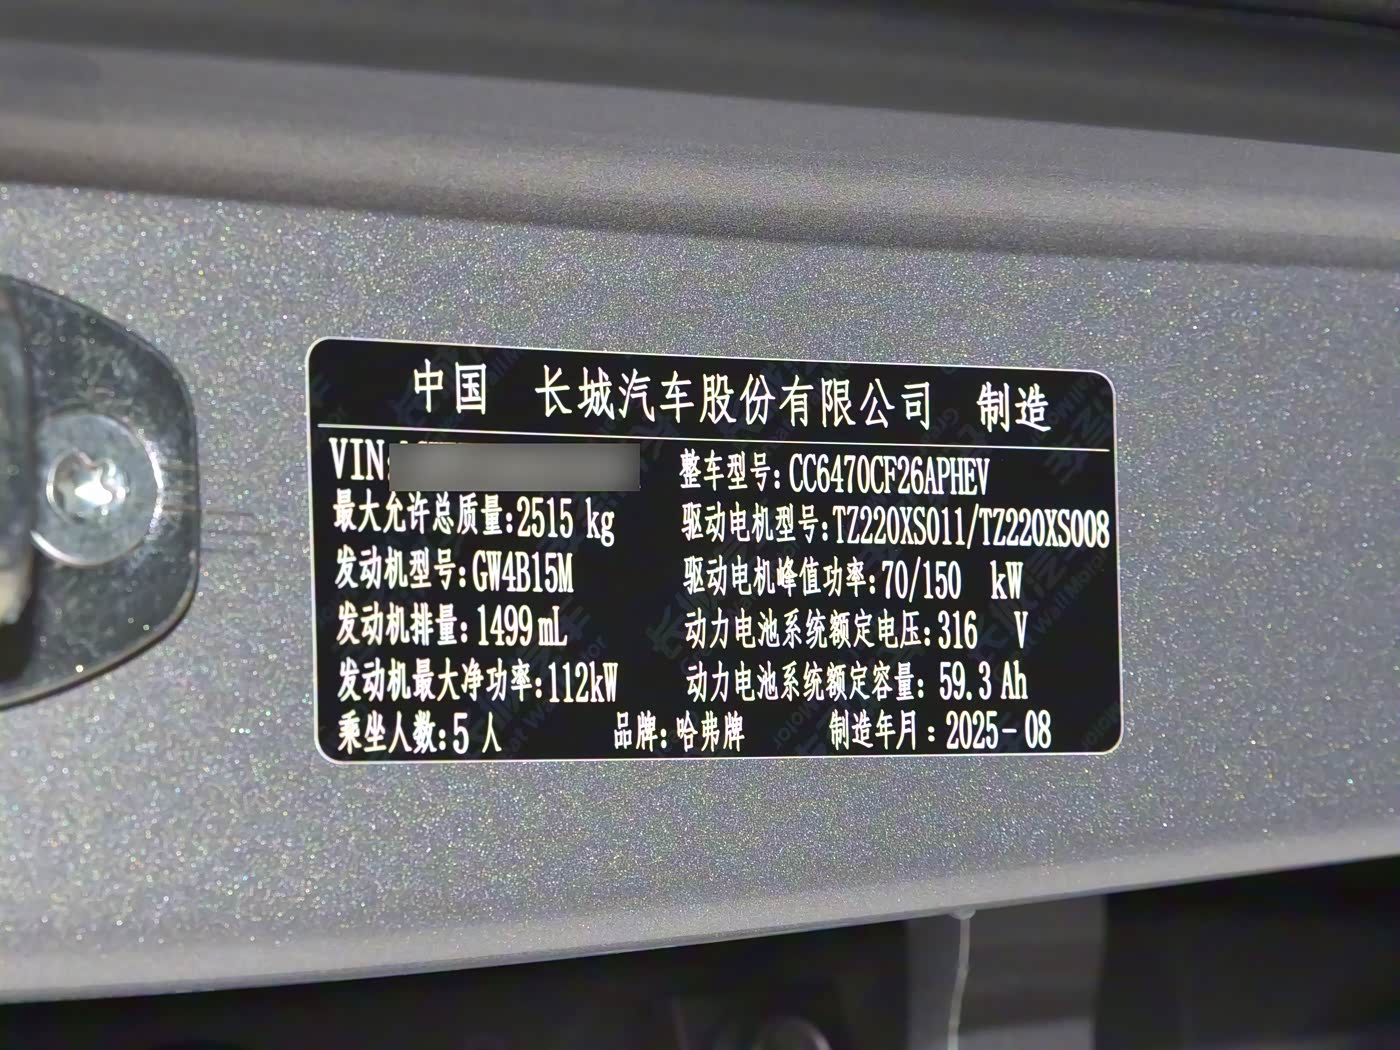 中国 长城汽车股份有限公司 制造
VIN: 整车型号:CC6470CF26APHEV
最大允许总质量:2515 kg 驱动电机型号:TZ220XS011/TZ220XS008
发动机型号:GW4B15M 驱动电机峰值功率:70/150 kW
发动机排量:1499mL 动力电池系统额定电压:316 V
发动机最大净功率:112kW 动力电池系统额定容量: 59.3 Ah
乘坐人数:5 人 品牌:哈弗牌 制造年月:2025-08